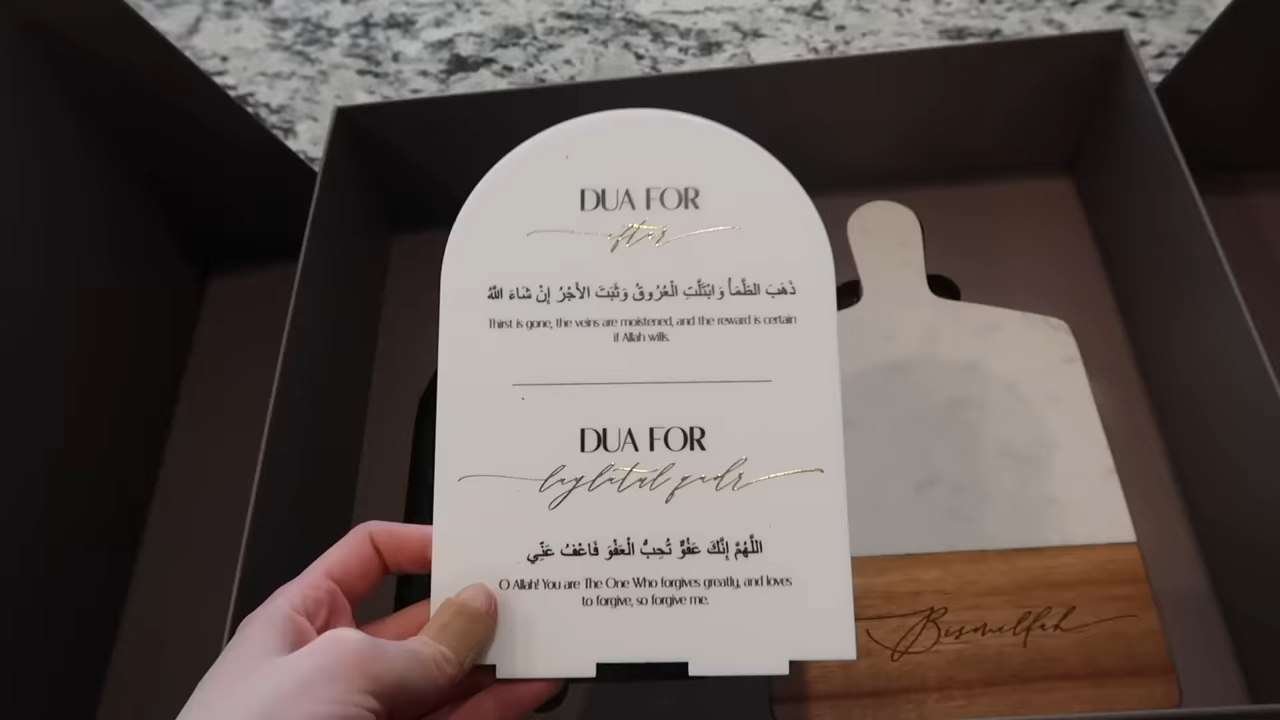 DUA FOR
iftar
ذَهَبَ الظَّمَأُ وَابْتَلَّتِ الْعُرُوقُ وَثَبَتَ الأَجْرُ إِنْ شَاءَ اللَّهُ
Thirst is gone, the veins are moistened, and the reward is certain
if Allah wills.
DUA FOR
laylatul qadr
اللَّهُمَّ إِنَّكَ عَفُوٌّ تُحِبُّ الْعَفْوَ فَاعْفُ عَنِّي
O Allah! You are The One Who forgives greatly, and loves
to forgive, so forgive me.
Bismillah